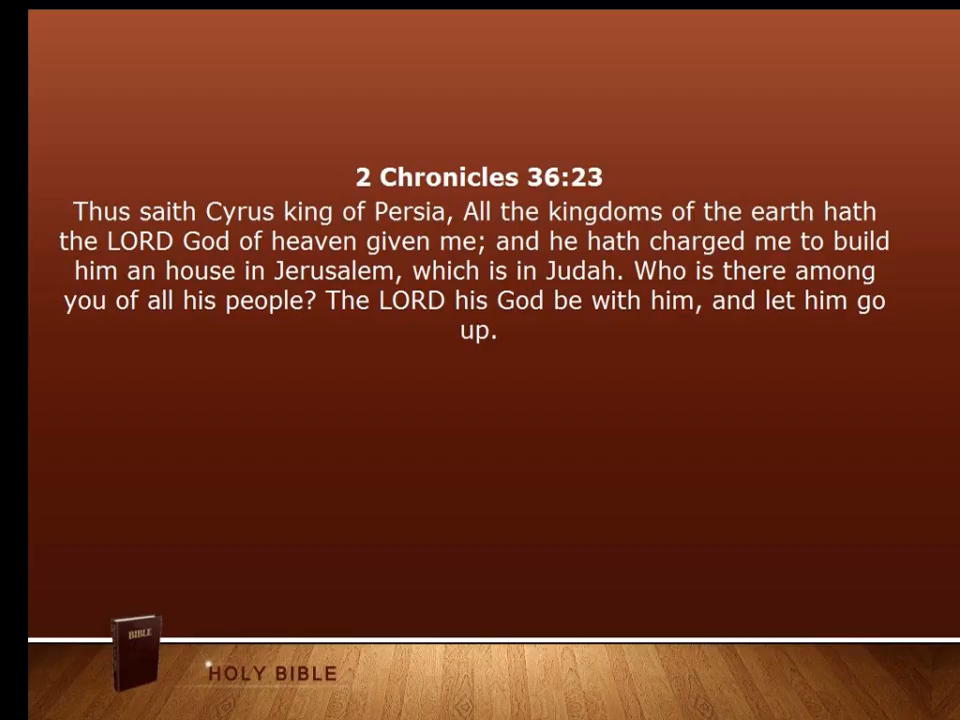 2 Chronicles 36:23
Thus saith Cyrus king of Persia, All the kingdoms of the earth hath
the LORD God of heaven given me; and he hath charged me to build
him an house in Jerusalem, which is in Judah. Who is there among
you of all his people? The LORD his God be with him, and let him go
up.
BIBLE
HOLY BIBLE